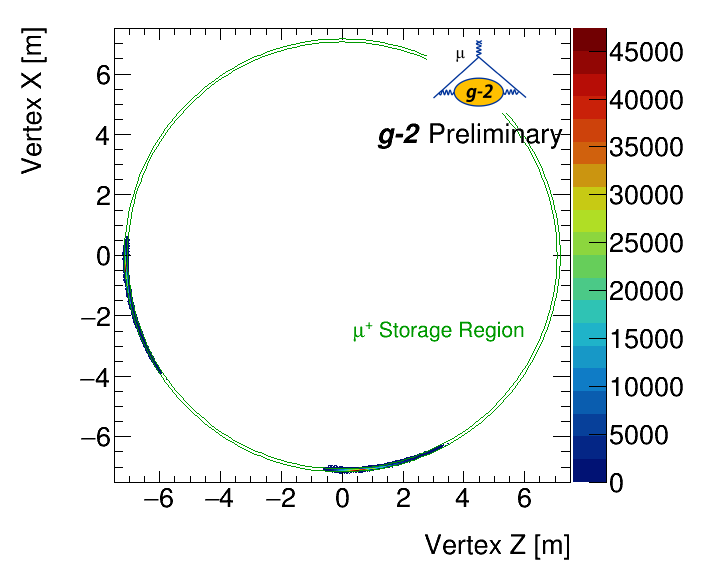 Vertex X [m]
μ
g-2
g-2 Preliminary
μ⁺ Storage Region
6
4
2
0
−2
−4
−6
−6 −4 −2 0 2 4 6
Vertex Z [m]
45000
40000
35000
30000
25000
20000
15000
10000
5000
0